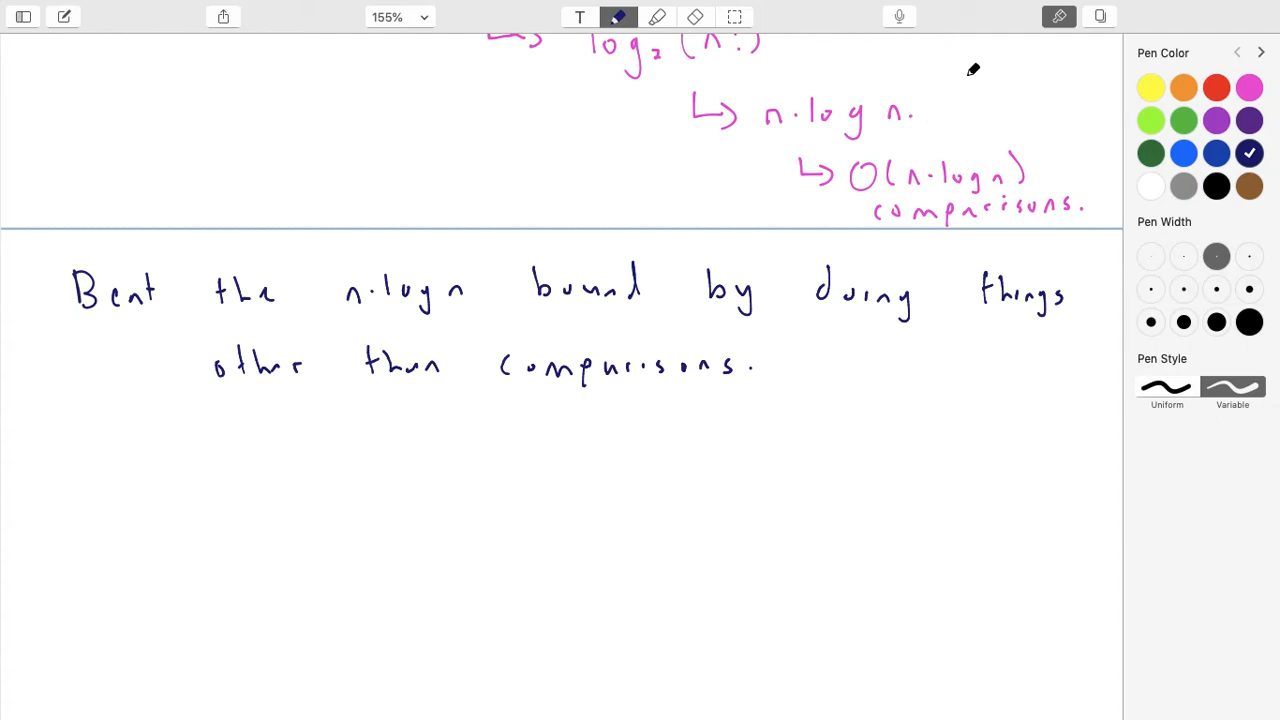 155%
T
Pen Color
↳ log₂(n!)
↳ n·log n.
↳ O(n·log n)
comparisons.
Beat the n·log n bound by doing things
other than comparisons.
Pen Width
Pen Style
Uniform Variable